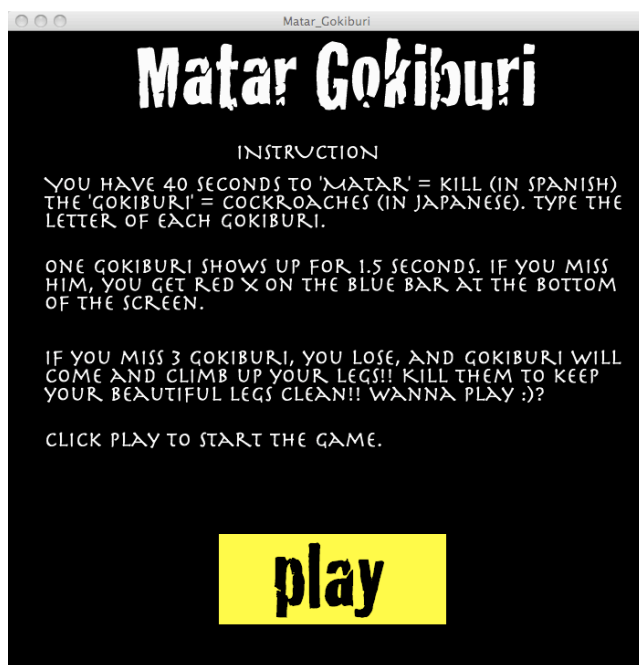 Matar_Gokiburi
Matar Gokiburi
INSTRUCTION
YOU HAVE 40 SECONDS TO 'MATAR' = KILL (IN SPANISH)
THE 'GOKIBURI' = COCKROACHES (IN JAPANESE). TYPE THE
LETTER OF EACH GOKIBURI.
ONE GOKIBURI SHOWS UP FOR 1.5 SECONDS. IF YOU MISS
HIM, YOU GET RED X ON THE BLUE BAR AT THE BOTTOM
OF THE SCREEN.
IF YOU MISS 3 GOKIBURI, YOU LOSE, AND GOKIBURI WILL
COME AND CLIMB UP YOUR LEGS!! KILL THEM TO KEEP
YOUR BEAUTIFUL LEGS CLEAN!! WANNA PLAY :)?
CLICK PLAY TO START THE GAME.
play